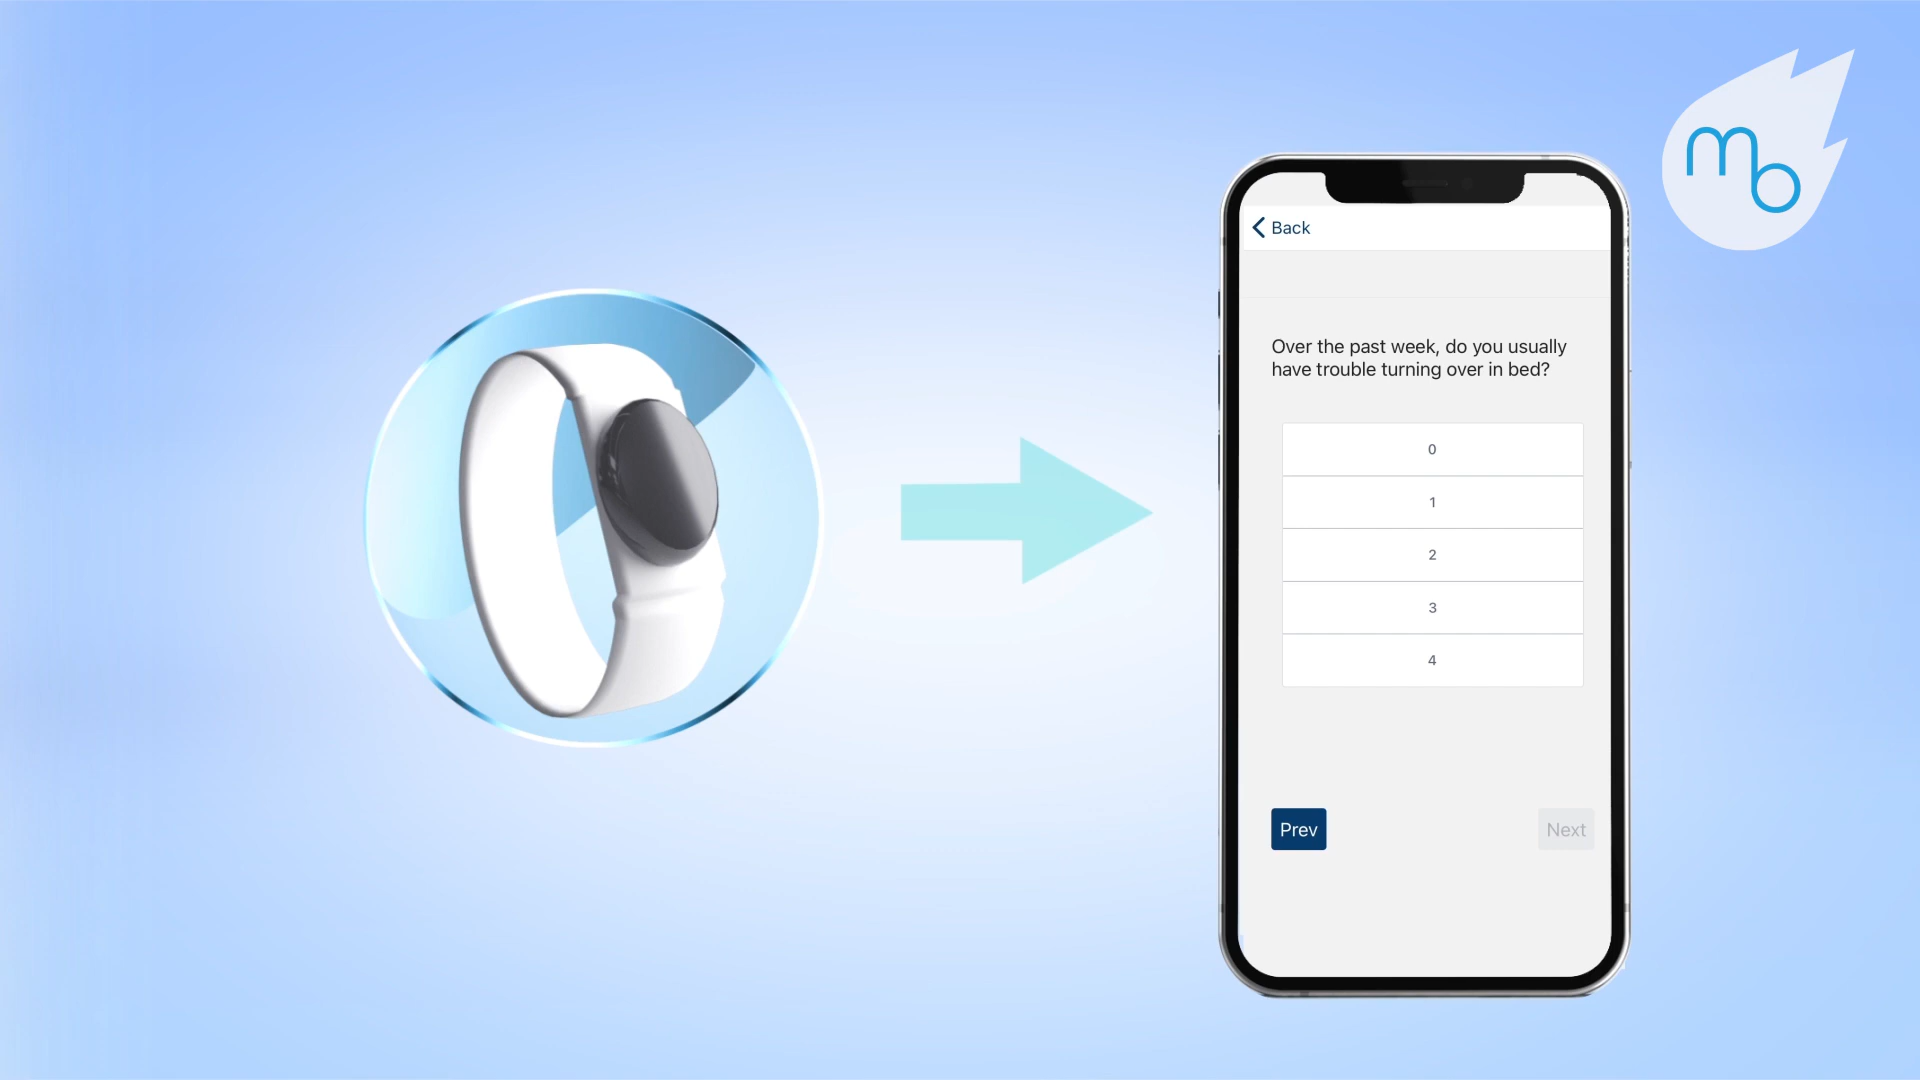 mb
Back
Over the past week, do you usually
have trouble turning over in bed?
0
1
2
3
4
Prev
Next